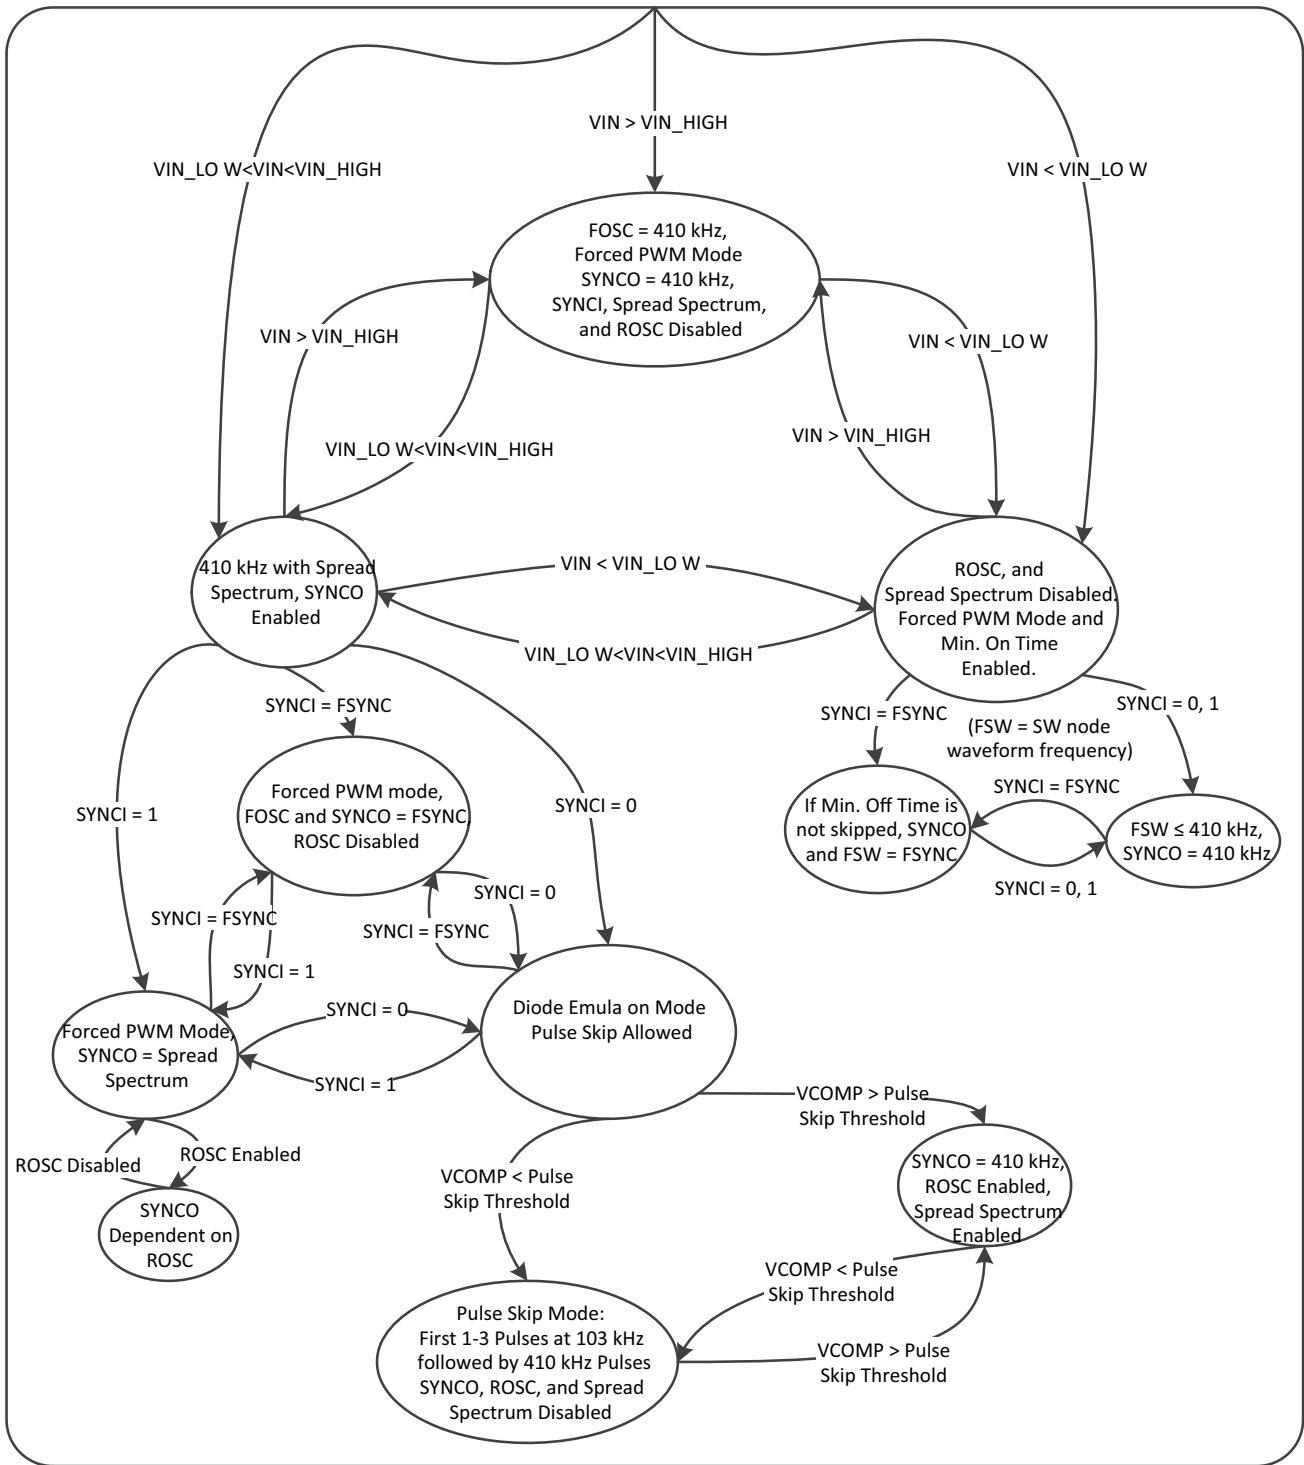 VIN > VIN_HIGH
VIN_LO W<VIN<VIN_HIGH
VIN < VIN_LO W
FOSC = 410 kHz,
Forced PWM Mode
SYNCO = 410 kHz,
SYNCI, Spread Spectrum,
and ROSC Disabled
VIN > VIN_HIGH
VIN < VIN_LO W
VIN_LO W<VIN<VIN_HIGH
VIN > VIN_HIGH
410 kHz with Spread
Spectrum, SYNCO
Enabled
VIN < VIN_LO W
VIN_LO W<VIN<VIN_HIGH
ROSC, and
Spread Spectrum Disabled.
Forced PWM Mode and
Min. On Time
Enabled.
SYNCI = FSYNC
SYNCI = FSYNC
(FSW = SW node
waveform frequency)
SYNCI = 0, 1
SYNCI = 1
Forced PWM mode,
FOSC and SYNCO = FSYNC,
ROSC Disabled
SYNCI = 0
If Min. Off Time is
not skipped, SYNCO
and FSW = FSYNC
SYNCI = FSYNC
SYNCI = 0, 1
FSW ≤ 410 kHz,
SYNCO = 410 kHz
SYNCI = FSYNC
SYNCI = 1
SYNCI = 0
SYNCI = FSYNC
Forced PWM Mode,
SYNCO = Spread
Spectrum
SYNCI = 0
SYNCI = 1
Diode Emula on Mode
Pulse Skip Allowed
ROSC Disabled
ROSC Enabled
SYNCO
Dependent on
ROSC
VCOMP > Pulse
Skip Threshold
VCOMP < Pulse
Skip Threshold
SYNCO = 410 kHz,
ROSC Enabled,
Spread Spectrum
Enabled
VCOMP < Pulse
Skip Threshold
Pulse Skip Mode:
First 1-3 Pulses at 103 kHz
followed by 410 kHz Pulses
SYNCO, ROSC, and Spread
Spectrum Disabled
VCOMP > Pulse
Skip Threshold